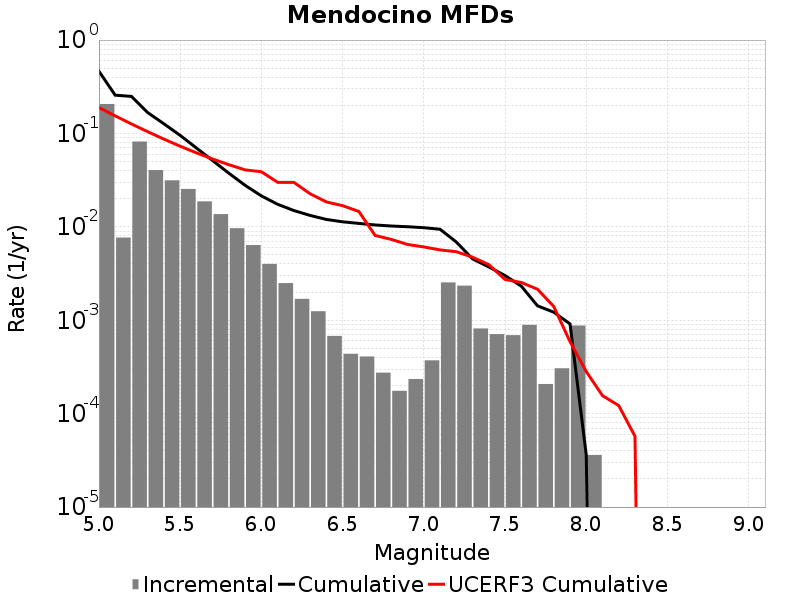 Mendocino MFDs
10^0
10^-1
10^-2
10^-3
10^-4
10^-5
Rate (1/yr)
5.0 5.5 6.0 6.5 7.0 7.5 8.0 8.5 9.0
Magnitude
Incremental Cumulative UCERF3 Cumulative